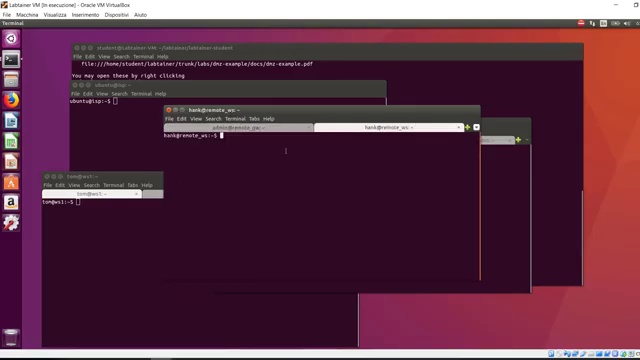 Labtainer VM (In esecuzione) - Oracle VM VirtualBox
File Macchina Visualizza Inserimento Dispositivi Aiuto
Terminal
student@Labtainer-VM: ~/labtainer/labtainer-student
File Edit View Search Terminal Help
file:///home/student/labtainer/trunk/labs/dmz-example/docs/dmz-example.pdf
You may open these by right clicking
ubuntu@isp: ~
File Edit View Search Terminal Help
ubuntu@isp:~$
hank@remote_ws: ~
File Edit View Search Terminal Tabs Help
admin@remote_gw: ~
hank@remote_ws: ~
hank@remote_ws:~$
tom@ws1: ~
File Edit View Search Terminal Tabs Help
tom@ws1: ~
tom@ws1:~$